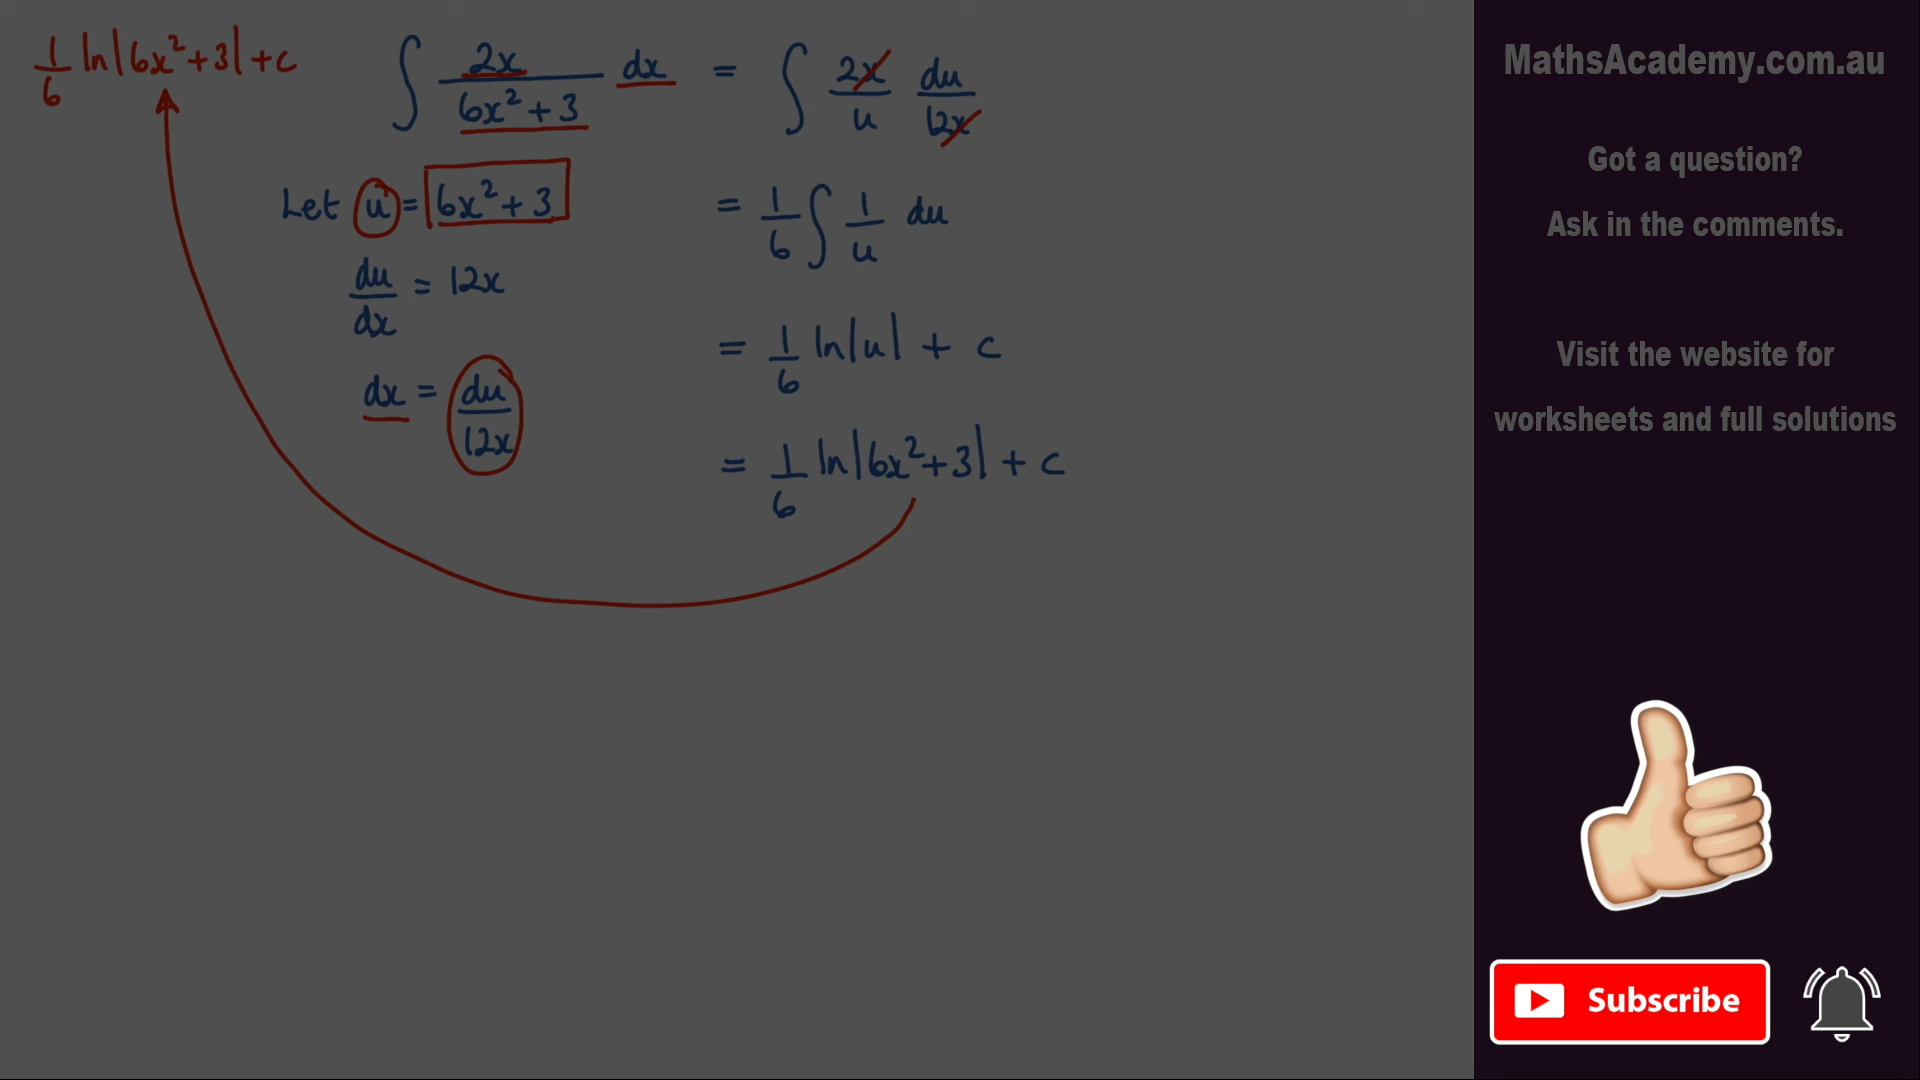 1/6 ln|6x²+3| + c
∫ 2x/(6x² + 3) dx = ∫ 2x/u du/12x
Let u = 6x² + 3
= 1/6 ∫ 1/u du
du/dx = 12x
= 1/6 ln|u| + c
dx = du/12x
= 1/6 ln|6x²+3| + c
MathsAcademy.com.au
Got a question?
Ask in the comments.
Visit the website for
worksheets and full solutions
Subscribe